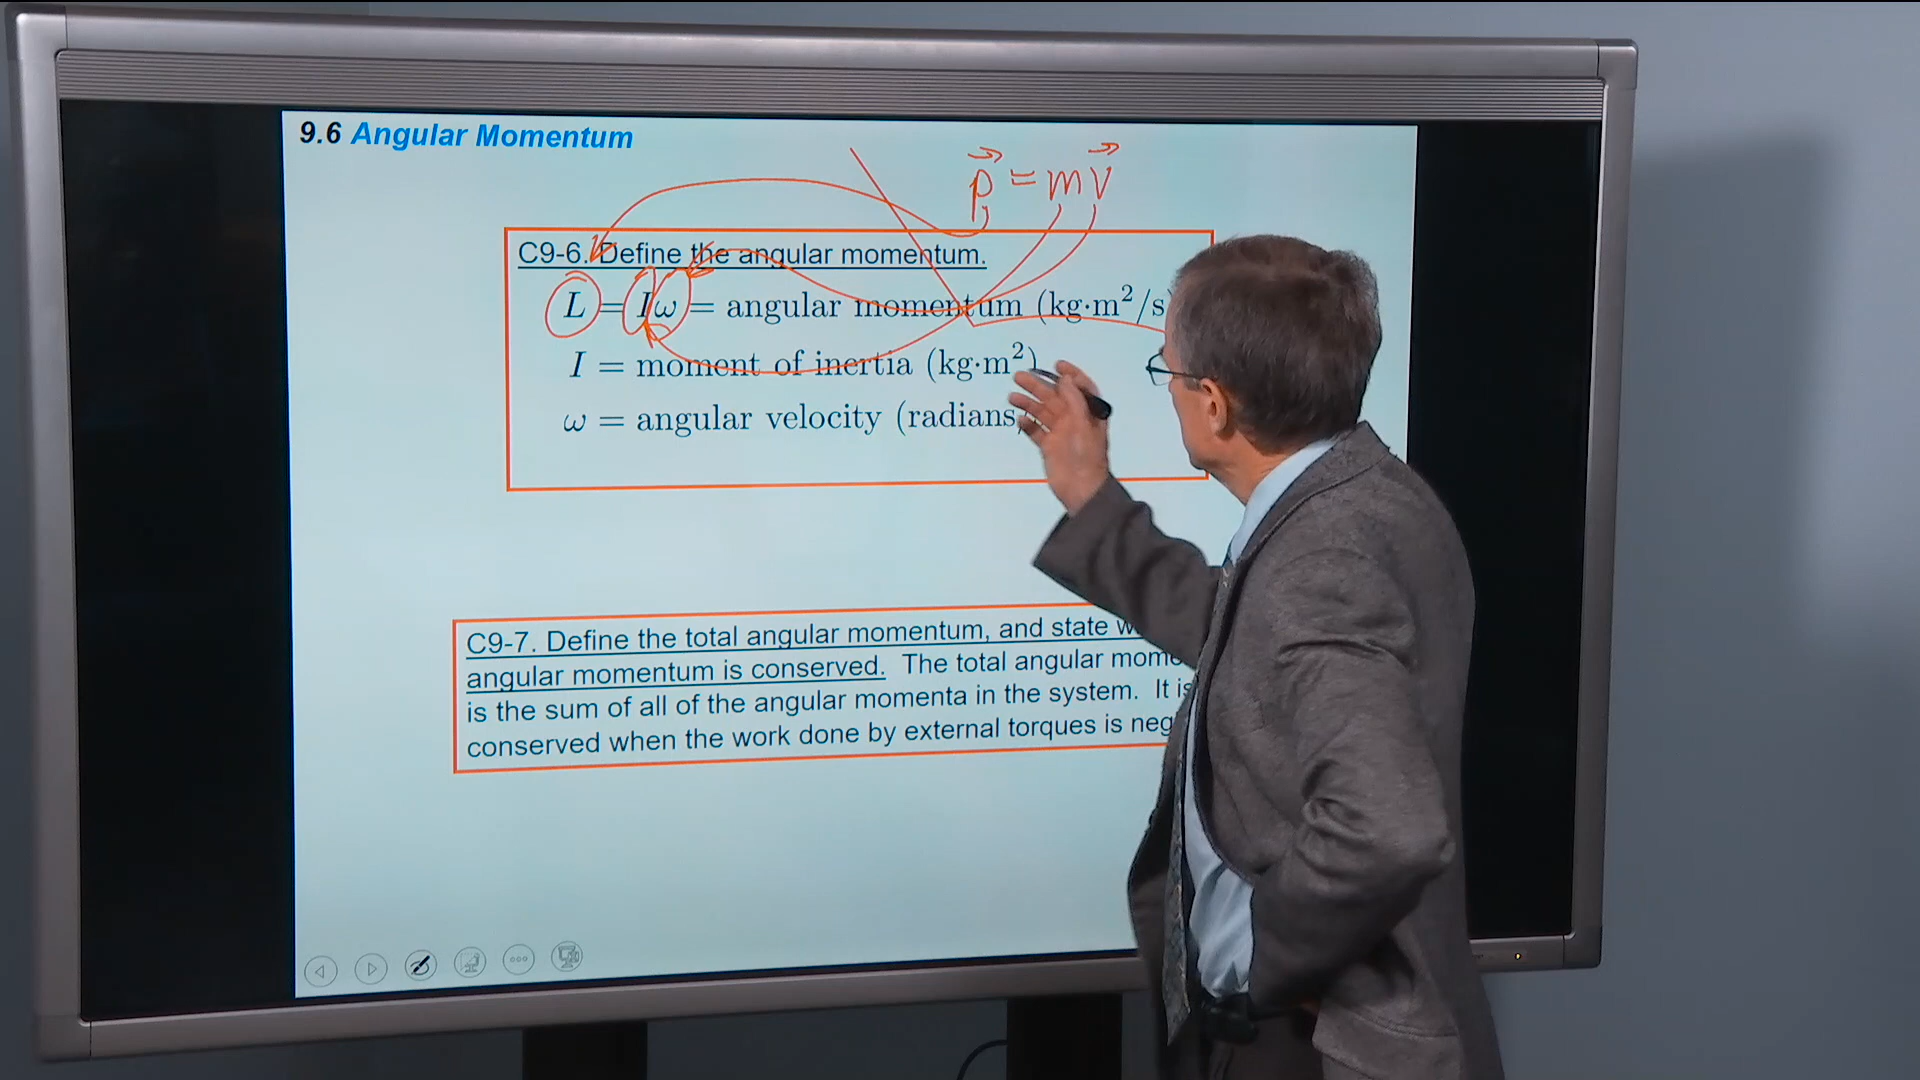 9.6 Angular Momentum
p⃗ = mv⃗
C9-6. Define the angular momentum.
L = Iω = angular momentum (kg·m²/s)
I = moment of inertia (kg·m²)
ω = angular velocity (radians/
C9-7. Define the total angular momentum, and state
angular momentum is conserved. The total angular
is the sum of all of the angular momenta in the system. It is
conserved when the work done by external torques is